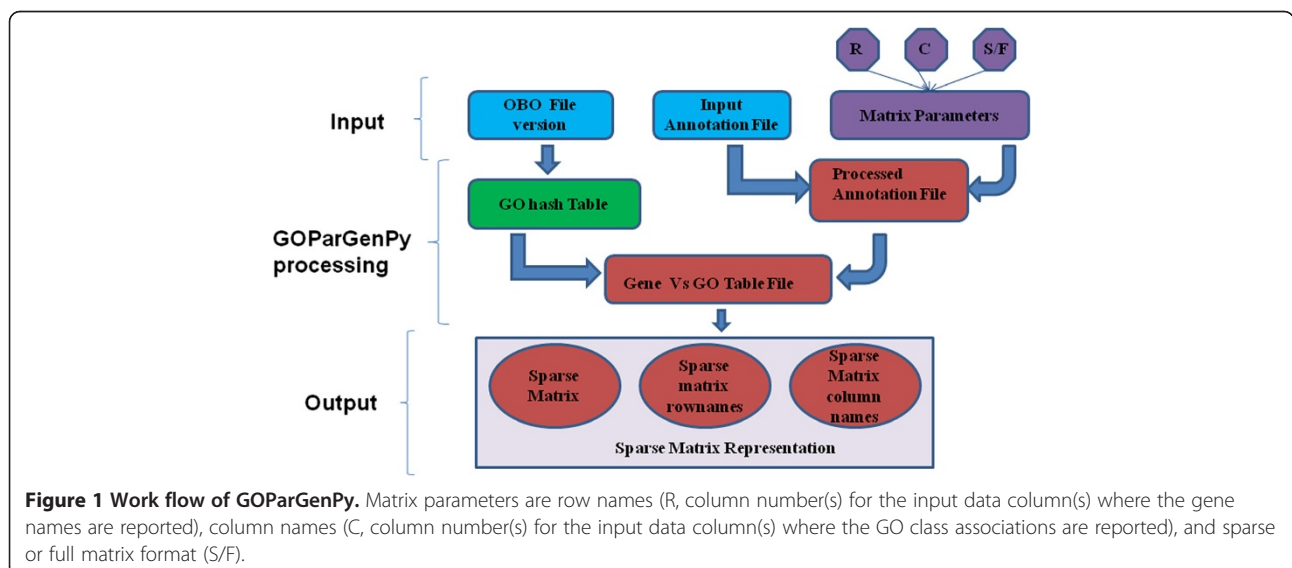 R
C
S/F
Input
OBO File
version
Input
Annotation File
Matrix Parameters
GOParGenPy
processing
GO hash Table
Processed
Annotation File
Gene Vs GO Table File
Output
Sparse
Matrix
Sparse
matrix
rownames
Sparse
Matrix
column
names
Sparse Matrix Representation
Figure 1 Work flow of GOParGenPy. Matrix parameters are row names (R, column number(s) for the input data column(s) where the gene
names are reported), column names (C, column number(s) for the input data column(s) where the GO class associations are reported), and sparse
or full matrix format (S/F).